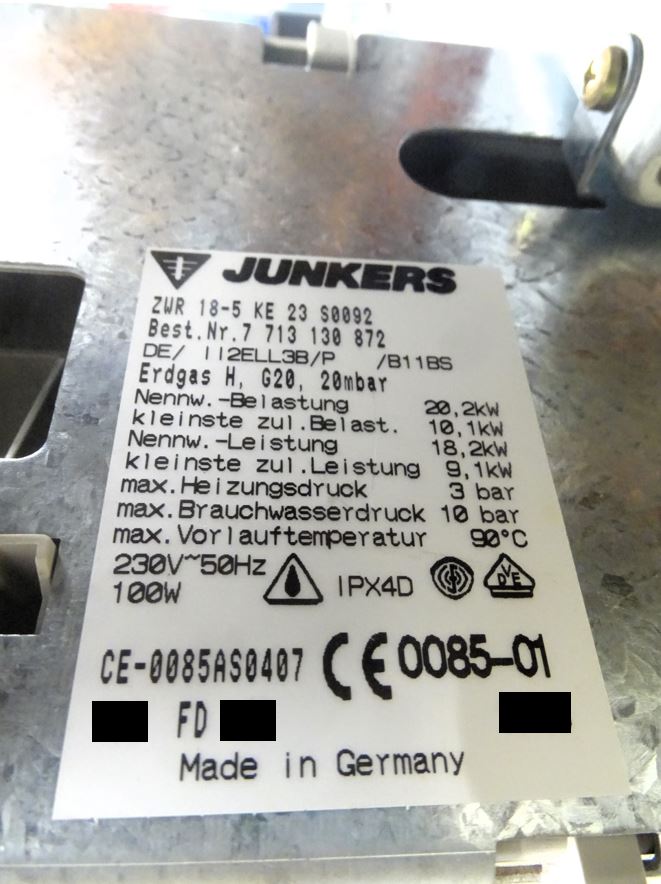 JUNKERS
ZWR 18-5 KE 23 S0092
Best.Nr.7 713 130 872
DE/ II2ELL3B/P /B11BS
Erdgas H, G20, 20mbar
Nennw.-Belastung 20,2kW
kleinste zul.Belast. 10,1kW
Nennw.-Leistung 18,2kW
kleinste zul.Leistung 9,1kW
max.Heizungsdruck 3 bar
max.Brauchwasserdruck 10 bar
max.Vorlauftemperatur 90°C
230V~50Hz
100W IPX4D DVE
CE-0085AS0407 CE 0085-01
FD
Made in Germany